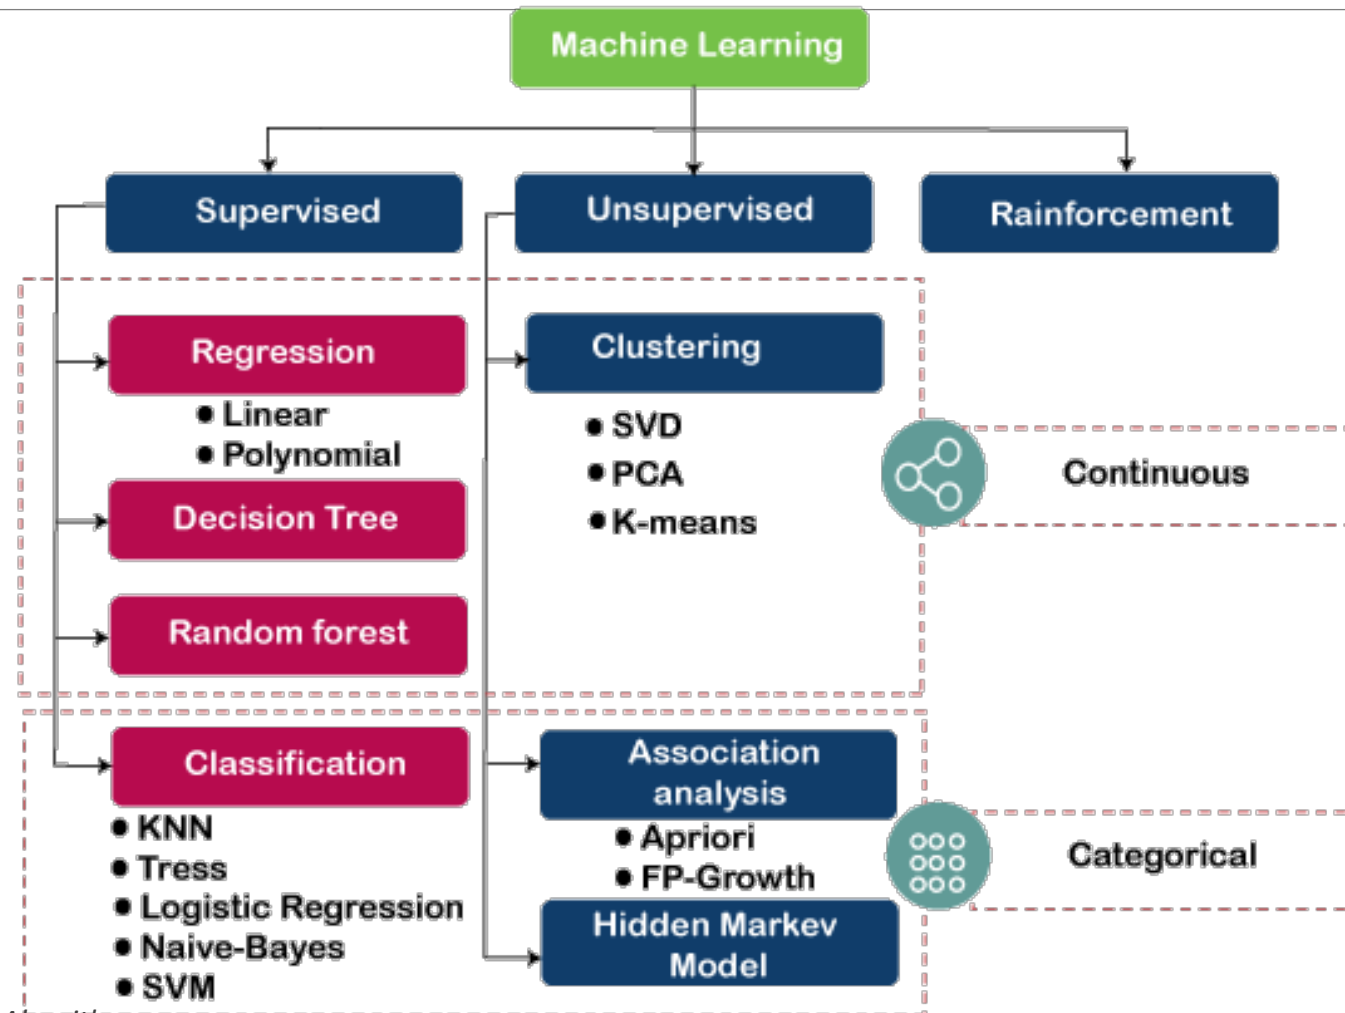 Machine Learning
Supervised
Unsupervised
Rainforcement
Regression
● Linear
● Polynomial
Decision Tree
Random forest
Clustering
● SVD
● PCA
● K-means
Continuous
Classification
● KNN
● Tress
● Logistic Regression
● Naive-Bayes
● SVM
Association
analysis
● Apriori
● FP-Growth
Hidden Markev
Model
Categorical